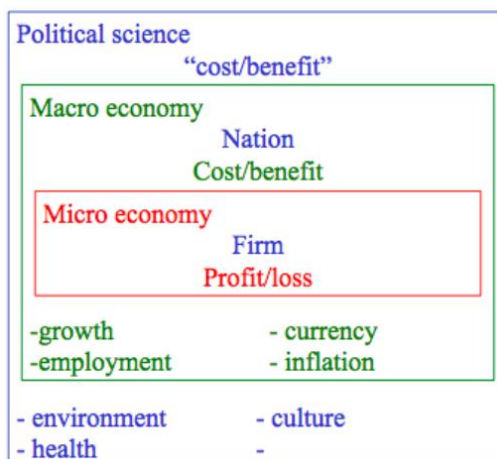 Political science
“cost/benefit”
Macro economy
Nation
Cost/benefit
Micro economy
Firm
Profit/loss
-growth - currency
-employment - inflation
- environment - culture
- health -